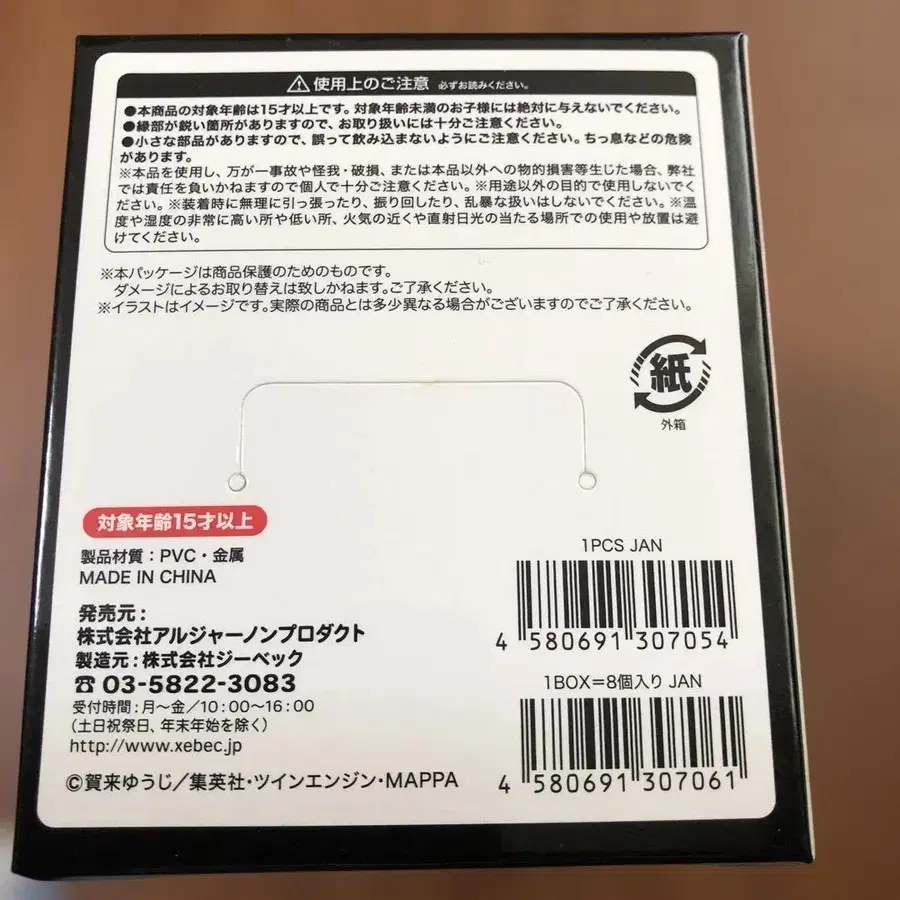 ⚠使用上のご注意 必ずお読みください。
●本商品の対象年齢は15才以上です。対象年齢未満のお子様には絶対に与えないでください。
●縁部が鋭い箇所がありますので、お取り扱いには十分ご注意ください。
●小さな部品がありますので、誤って飲み込まないようにご注意ください。ちっ息などの危険
があります。
※本品を使用し、万が一事故や怪我・破損、または本品以外への物的損害等生じた場合、弊社
では責任を負いかねますので個人で十分ご注意ください。※用途以外の目的で使用しないでく
ださい。※装着時に無理に引っ張ったり、振り回したり、乱暴な扱いはしないでください。※温
度や湿度の非常に高い所や低い所、火気の近くや直射日光の当たる場所での使用や放置は避
けてください。
※本パッケージは商品保護のためのものです。
ダメージによるお取り替えは致しかねます。ご了承ください。
※イラストはイメージです。実際の商品とは多少異なる場合がございますのでご了承ください。
紙
外箱
対象年齢15才以上
製品材質:PVC・金属
MADE IN CHINA
発売元:
株式会社アルジャーノンプロダクト
製造元:株式会社ジーベック
☎ 03-5822-3083
受付時間:月~金/10:00~16:00
(土日祝祭日、年末年始を除く)
http://www.xebec.jp
©賀来ゆうじ/集英社・ツインエンジン・MAPPA
1PCS JAN
4 580691 307054
1BOX=8個入り JAN
4 580691 307061